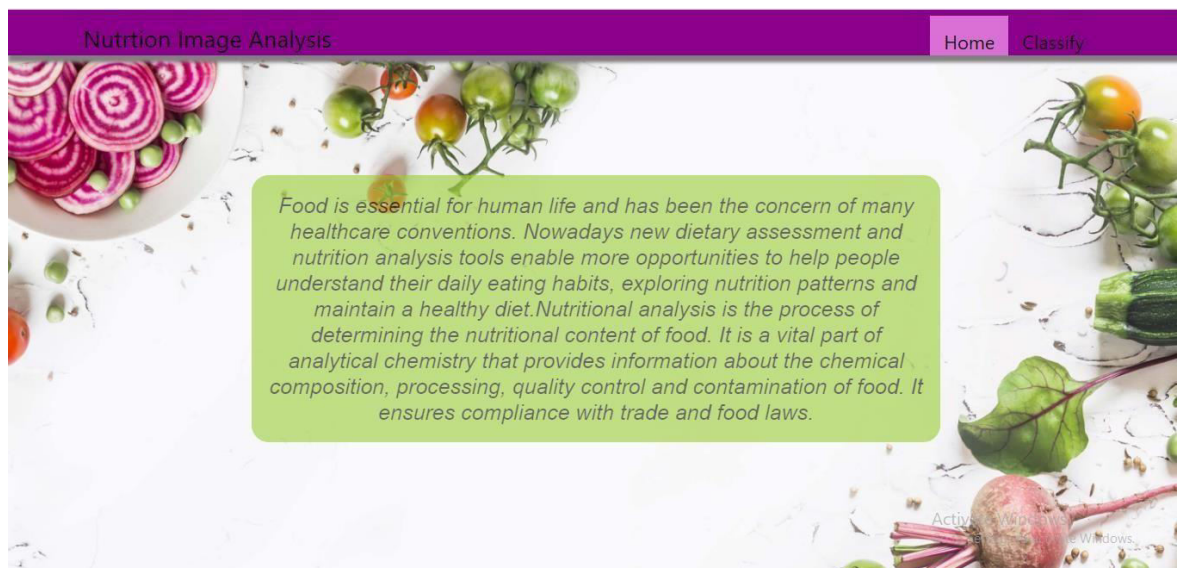 Nutrtion Image Analysis
Home Classify
Food is essential for human life and has been the concern of many
healthcare conventions. Nowadays new dietary assessment and
nutrition analysis tools enable more opportunities to help people
understand their daily eating habits, exploring nutrition patterns and
maintain a healthy diet.Nutritional analysis is the process of
determining the nutritional content of food. It is a vital part of
analytical chemistry that provides information about the chemical
composition, processing, quality control and contamination of food. It
ensures compliance with trade and food laws.
Windows.